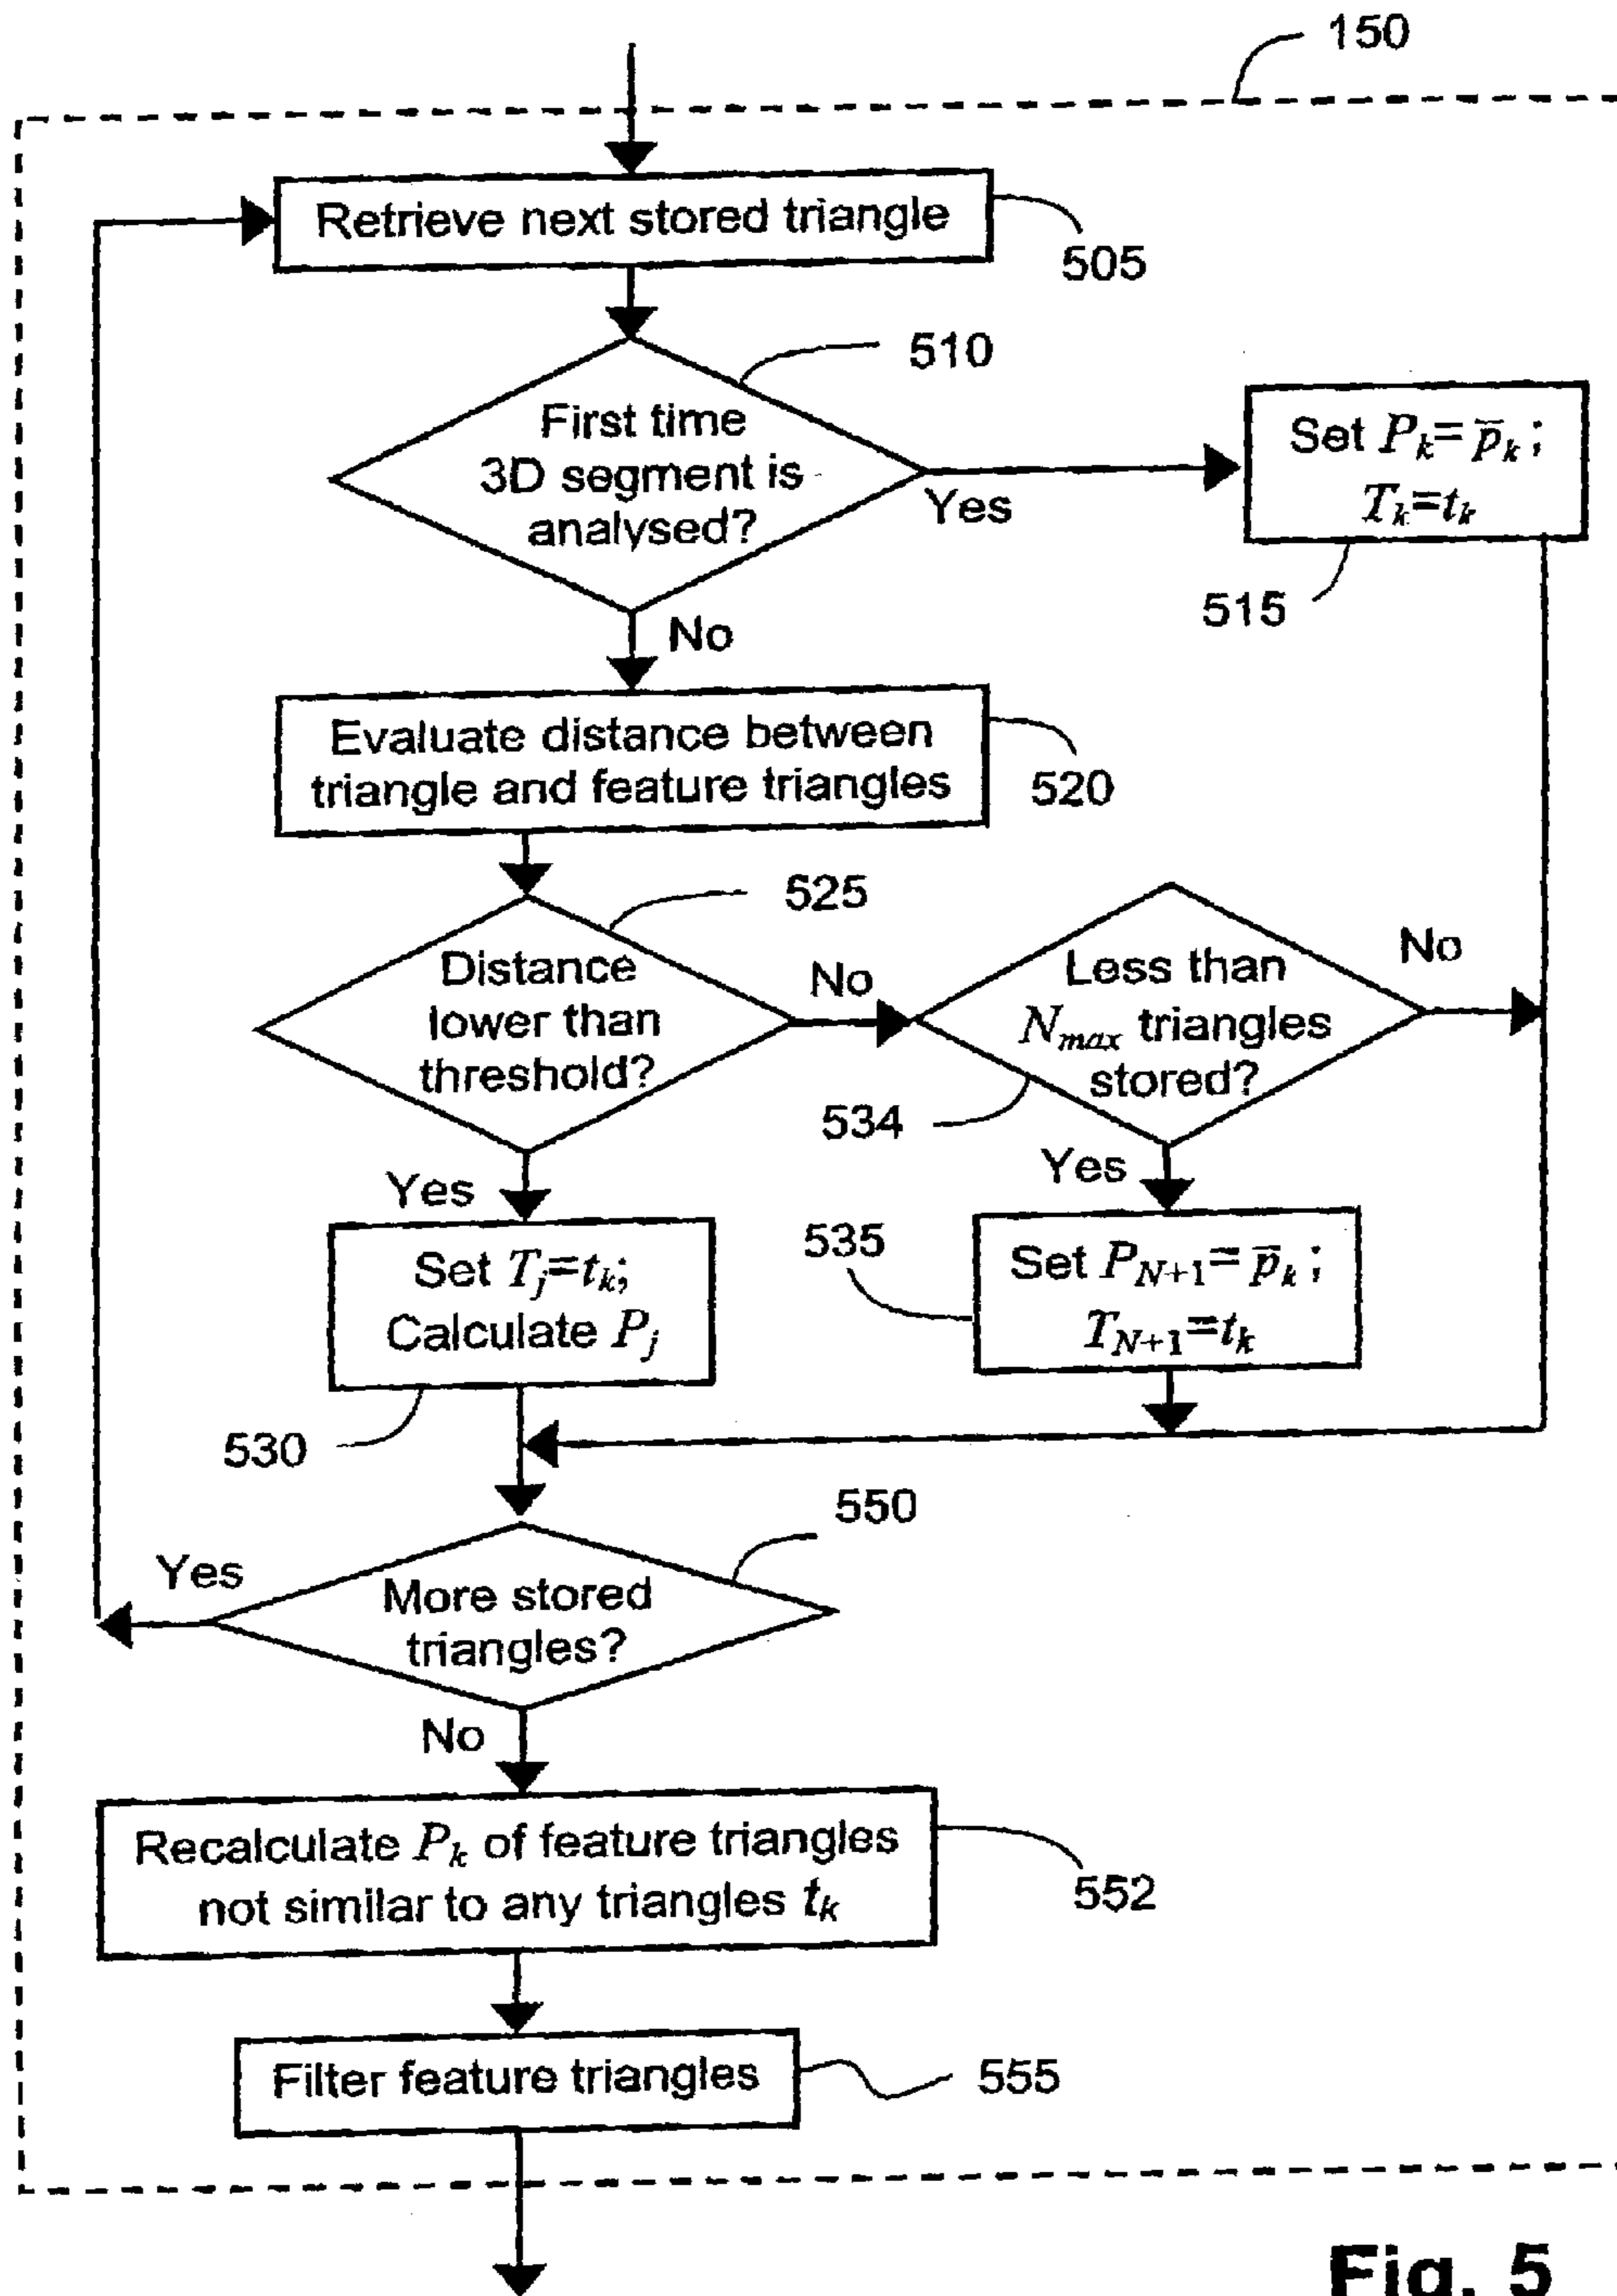 150
Retrieve next stored triangle
505
510
First time
3D segment is
analysed?
Yes
Set P_k = p̅_k ;
T_k = t_k
515
No
Evaluate distance between
triangle and feature triangles
520
525
Distance
lower than
threshold?
No
Less than
N_max triangles
stored?
No
534
Yes
Yes
Set T_j = t_k;
Calculate P_j
530
535
Set P_N+1 = p̅_k ;
T_N+1 = t_k
550
More stored
triangles?
Yes
No
Recalculate P_k of feature triangles
not similar to any triangles t_k
552
Filter feature triangles
555
Fig. 5